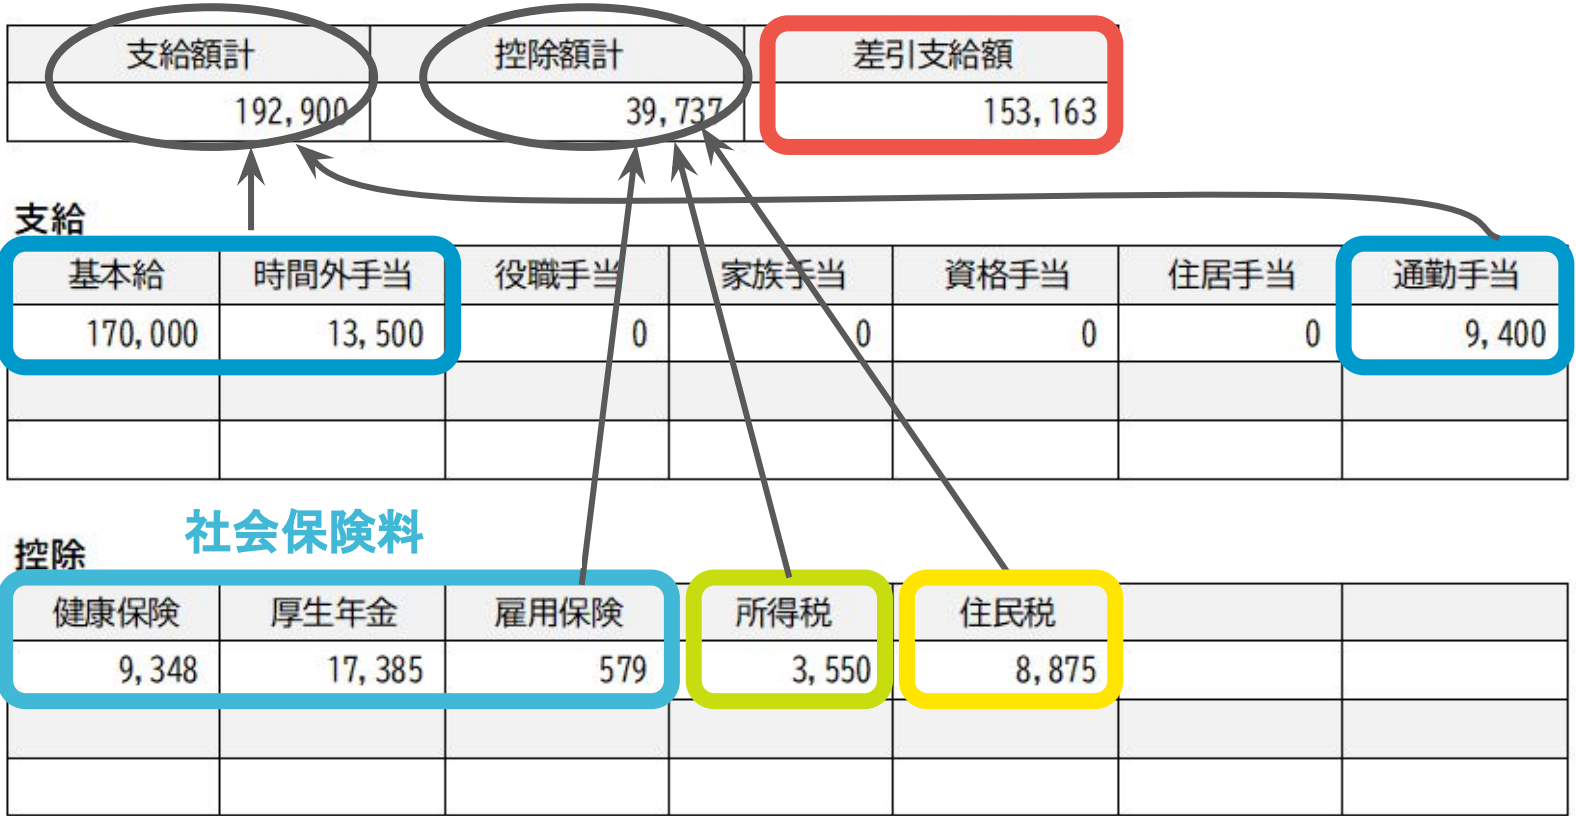 支給額計 控除額計 差引支給額
192,900 39,737 153,163
支給
基本給 時間外手当 役職手当 家族手当 資格手当 住居手当 通勤手当
170,000 13,500 0 0 0 0 9,400
社会保険料
控除
健康保険 厚生年金 雇用保険 所得税 住民税
9,348 17,385 579 3,550 8,875